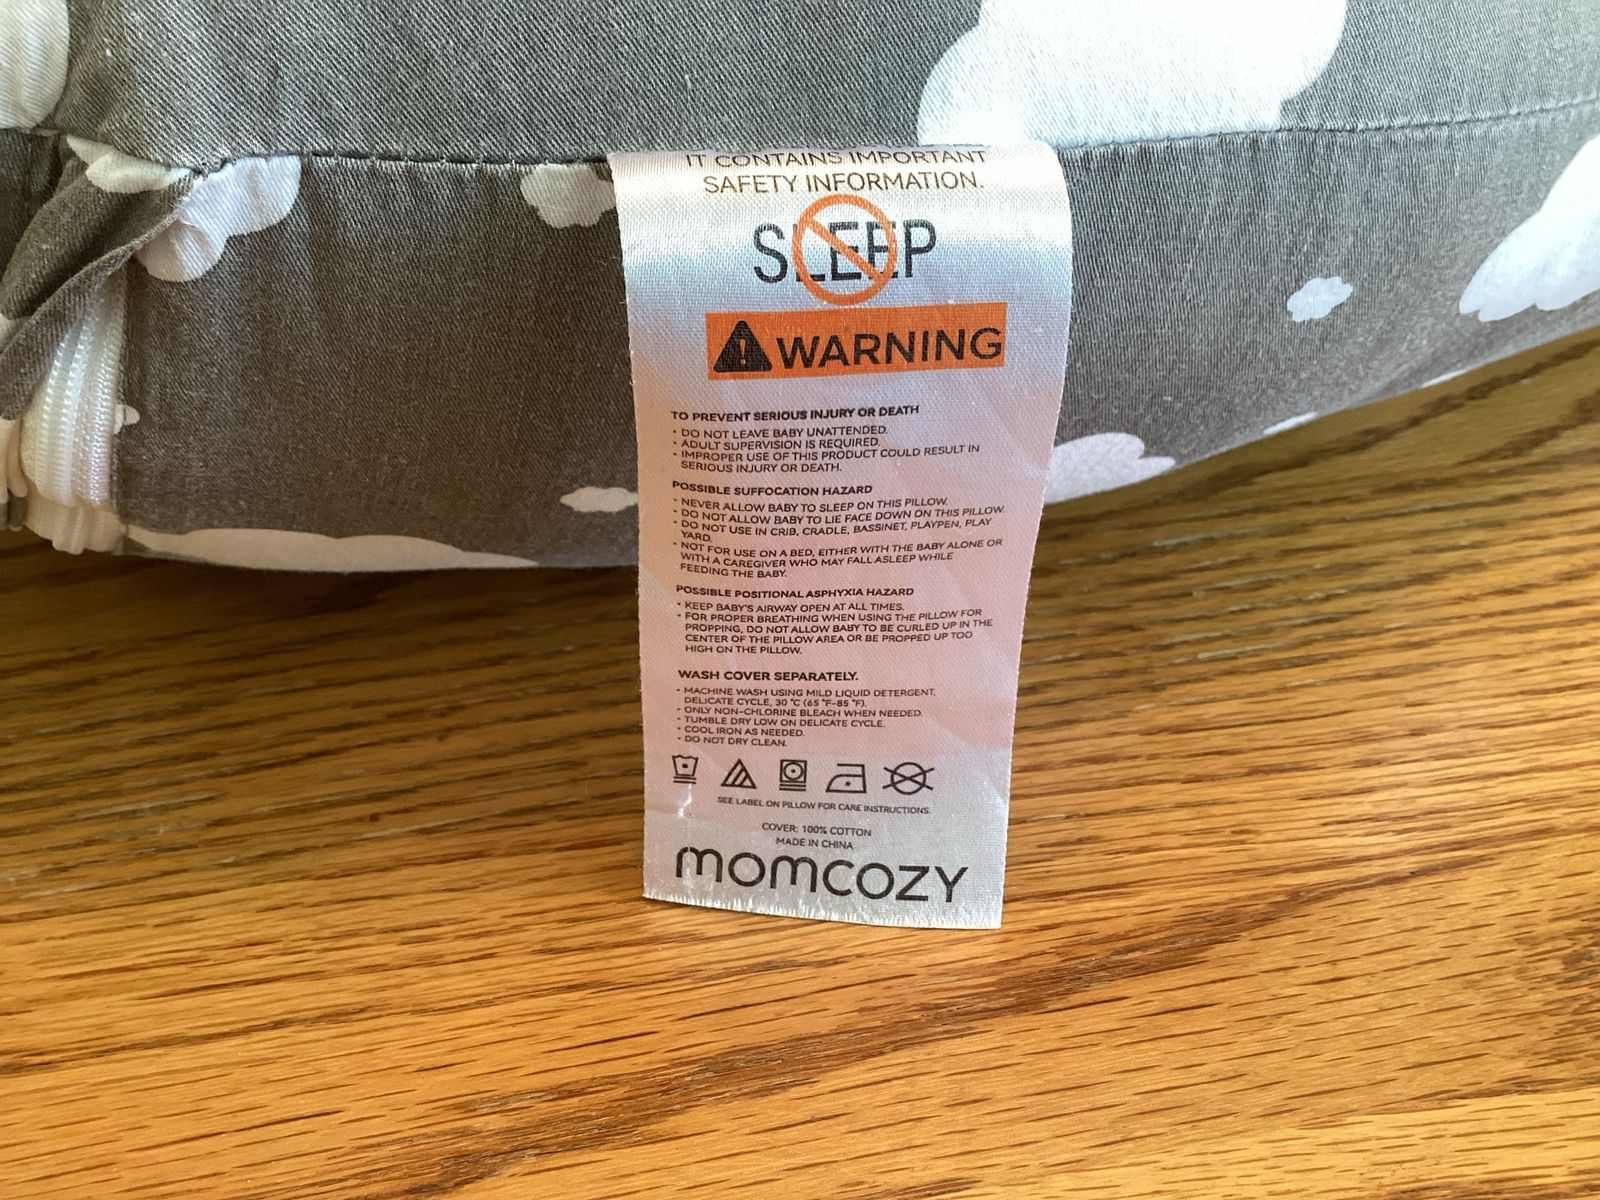 IT CONTAINS IMPORTANT
SAFETY INFORMATION.
SLEEP
WARNING
TO PREVENT SERIOUS INJURY OR DEATH
• DO NOT LEAVE BABY UNATTENDED.
• ADULT SUPERVISION IS REQUIRED.
• IMPROPER USE OF THIS PRODUCT COULD RESULT IN
SERIOUS INJURY OR DEATH.
POSSIBLE SUFFOCATION HAZARD
• NEVER ALLOW BABY TO SLEEP ON THIS PILLOW.
• DO NOT ALLOW BABY TO LIE FACE DOWN ON THIS PILLOW.
• DO NOT USE IN CRIB, CRADLE, BASSINET, PLAYPEN, PLAY
YARD.
• NOT FOR USE ON A BED, EITHER WITH THE BABY ALONE OR
WITH A CAREGIVER WHO MAY FALL ASLEEP WHILE
FEEDING THE BABY.
POSSIBLE POSITIONAL ASPHYXIA HAZARD
• KEEP BABY'S AIRWAY OPEN AT ALL TIMES.
• FOR PROPER BREATHING WHEN USING THE PILLOW FOR
PROPPING, DO NOT ALLOW BABY TO BE CURLED UP IN THE
CENTER OF THE PILLOW AREA OR BE PROPPED UP TOO
HIGH ON THE PILLOW.
WASH COVER SEPARATELY.
• MACHINE WASH USING MILD LIQUID DETERGENT,
DELICATE CYCLE, 30 °C (65 °F-85 °F).
• ONLY NON-CHLORINE BLEACH WHEN NEEDED.
• TUMBLE DRY LOW ON DELICATE CYCLE.
• COOL IRON AS NEEDED.
• DO NOT DRY CLEAN.
SEE LABEL ON PILLOW FOR CARE INSTRUCTIONS.
COVER: 100% COTTON
MADE IN CHINA
momcozy